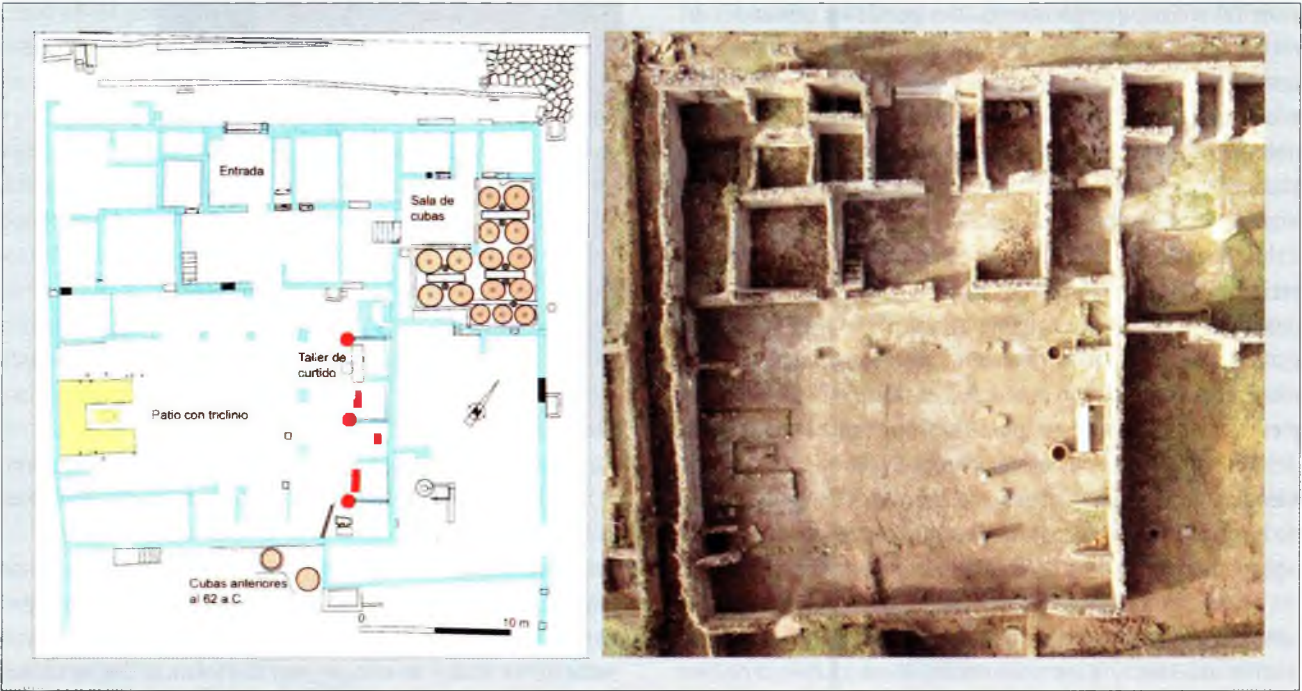 Entrada
Sala de
cubas
Taller de
curtido
Patio con triclinio
Cubas anteriores
al 62 a.C.
0
10 m